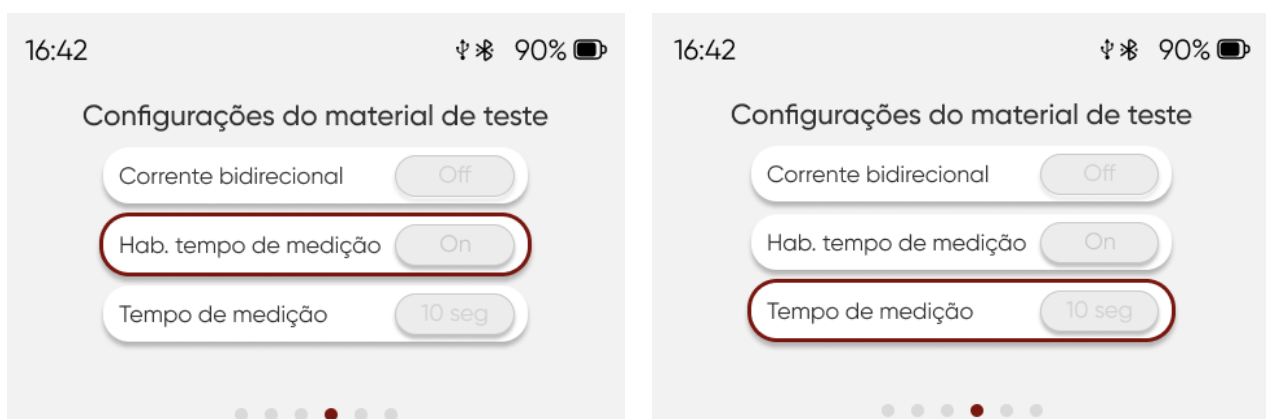 16:42 90%
Configurações do material de teste
Corrente bidirecional Off
Hab. tempo de medição On
Tempo de medição 10 seg
16:42 90%
Configurações do material de teste
Corrente bidirecional Off
Hab. tempo de medição On
Tempo de medição 10 seg